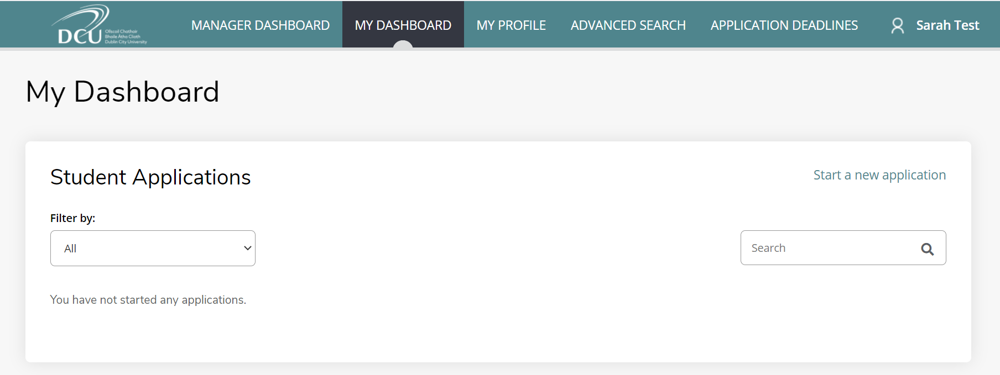 DCU
Ollscoil Chathair
Bhaile Átha Cliath
Dublin City University
MANAGER DASHBOARD
MY DASHBOARD
MY PROFILE
ADVANCED SEARCH
APPLICATION DEADLINES
Sarah Test
My Dashboard
Student Applications
Start a new application
Filter by:
All
Search
You have not started any applications.